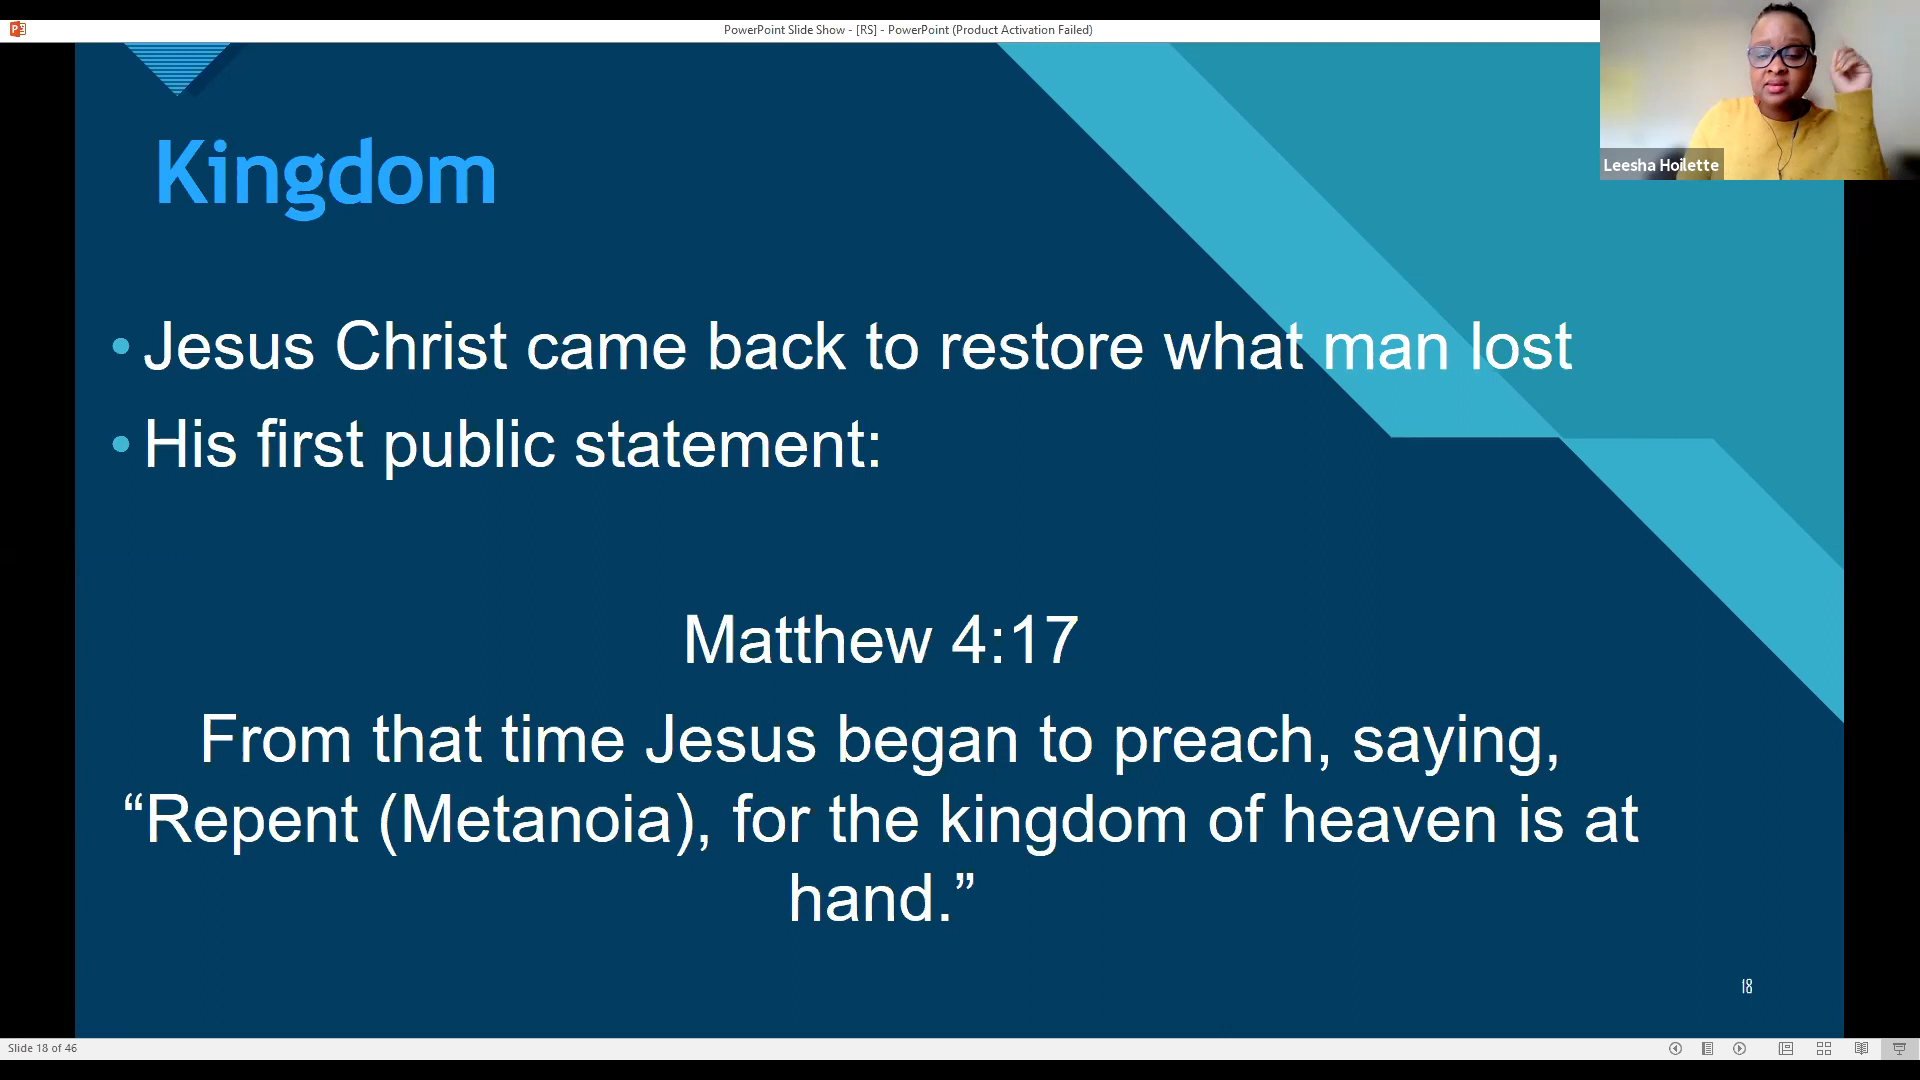 PowerPoint Slide Show - [RS] - PowerPoint (Product Activation Failed)
Leesha Hoilette
Kingdom
• Jesus Christ came back to restore what man lost
• His first public statement:
Matthew 4:17
From that time Jesus began to preach, saying,
“Repent (Metanoia), for the kingdom of heaven is at
hand.”
18
Slide 18 of 46